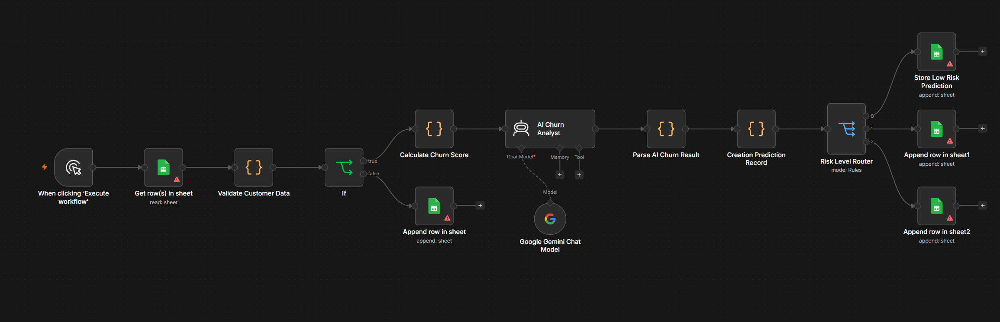 When clicking ‘Execute
workflow’
Get row(s) in sheet
read: sheet
Validate Customer Data
If
true
false
Calculate Churn Score
Append row in sheet
append: sheet
AI Churn
Analyst
Chat Model*
Memory
Tool
Model
Google Gemini Chat
Model
Parse AI Churn Result
Creation Prediction
Record
Risk Level Router
mode: Rules
0
1
2
Store Low Risk
Prediction
append: sheet
Append row in sheet1
append: sheet
Append row in sheet2
append: sheet